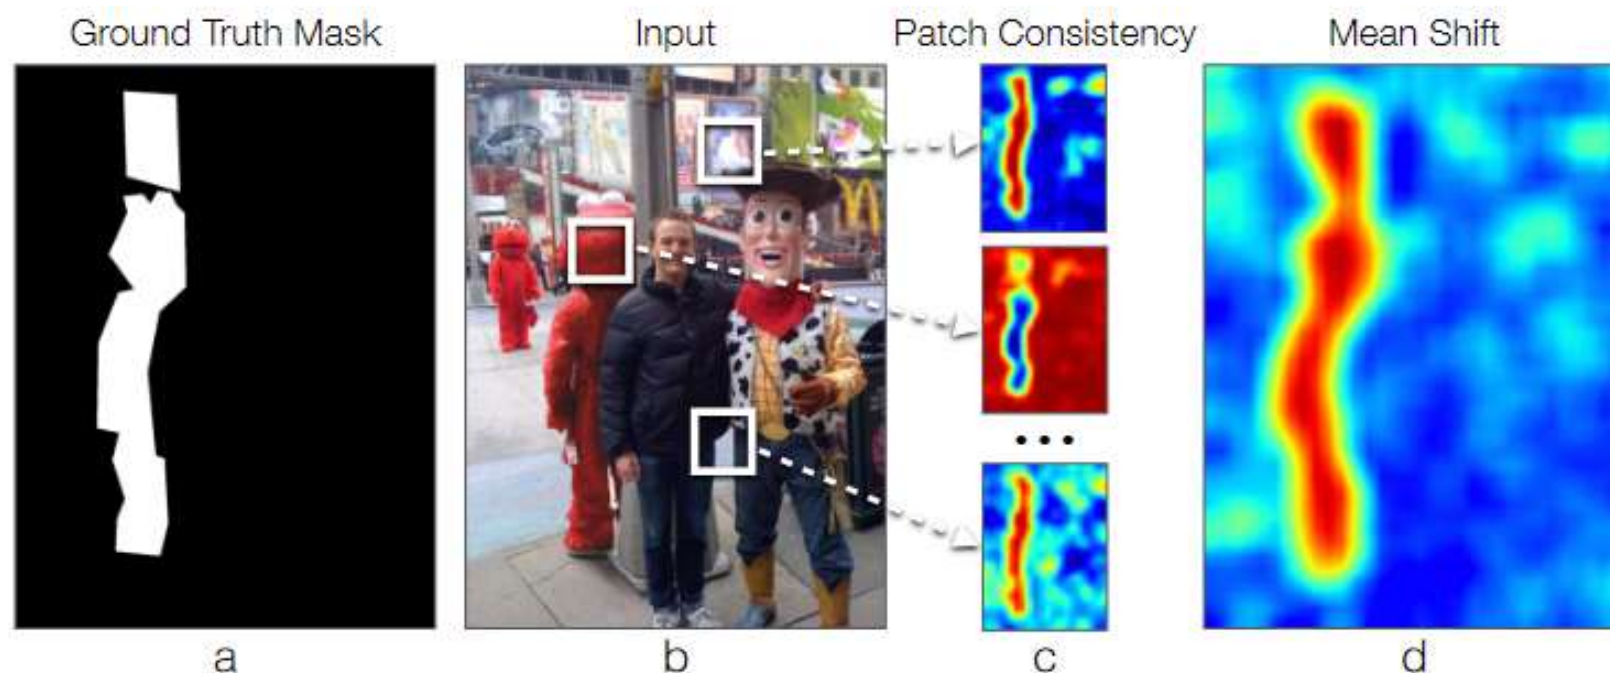 Ground Truth Mask
Input
Patch Consistency
Mean Shift
a
b
c
d